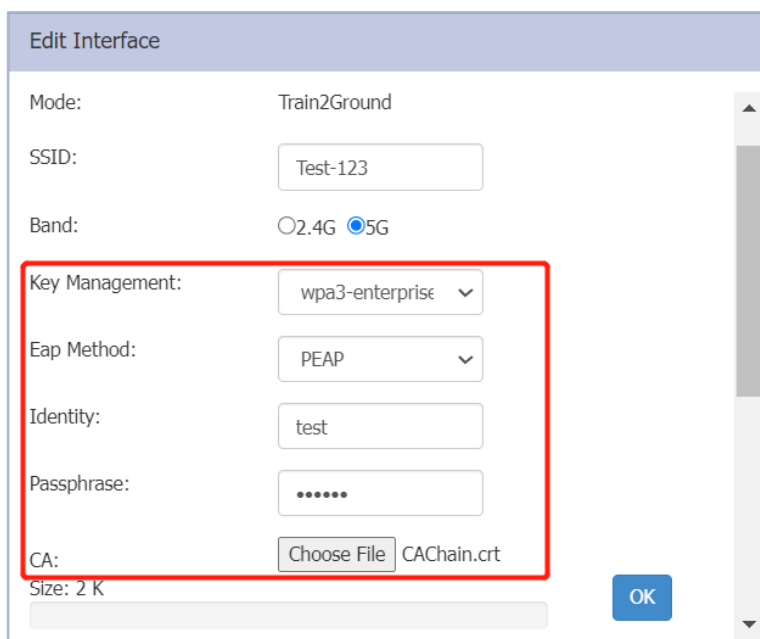 Edit Interface
Mode: Train2Ground
SSID: Test-123
Band: 2.4G 5G
Key Management: wpa3-enterprise
Eap Method: PEAP
Identity: test
Passphrase: ••••••
CA: Choose File CAChain.crt
Size: 2 K
OK